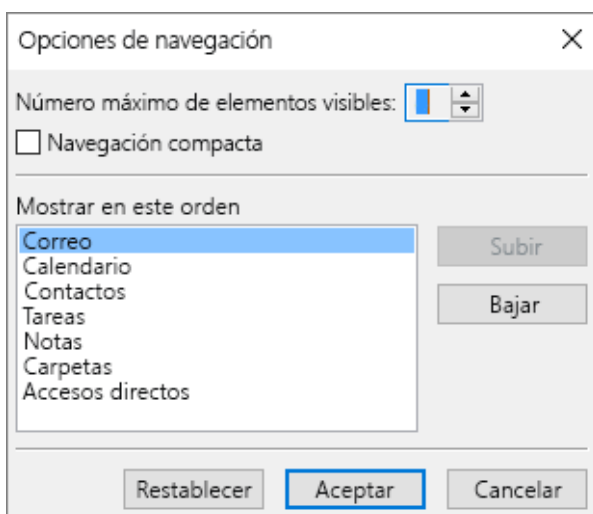 Opciones de navegación
Número máximo de elementos visibles:
Navegación compacta
Mostrar en este orden
Correo
Calendario
Contactos
Tareas
Notas
Carpetas
Accesos directos
Subir
Bajar
Restablecer
Aceptar
Cancelar